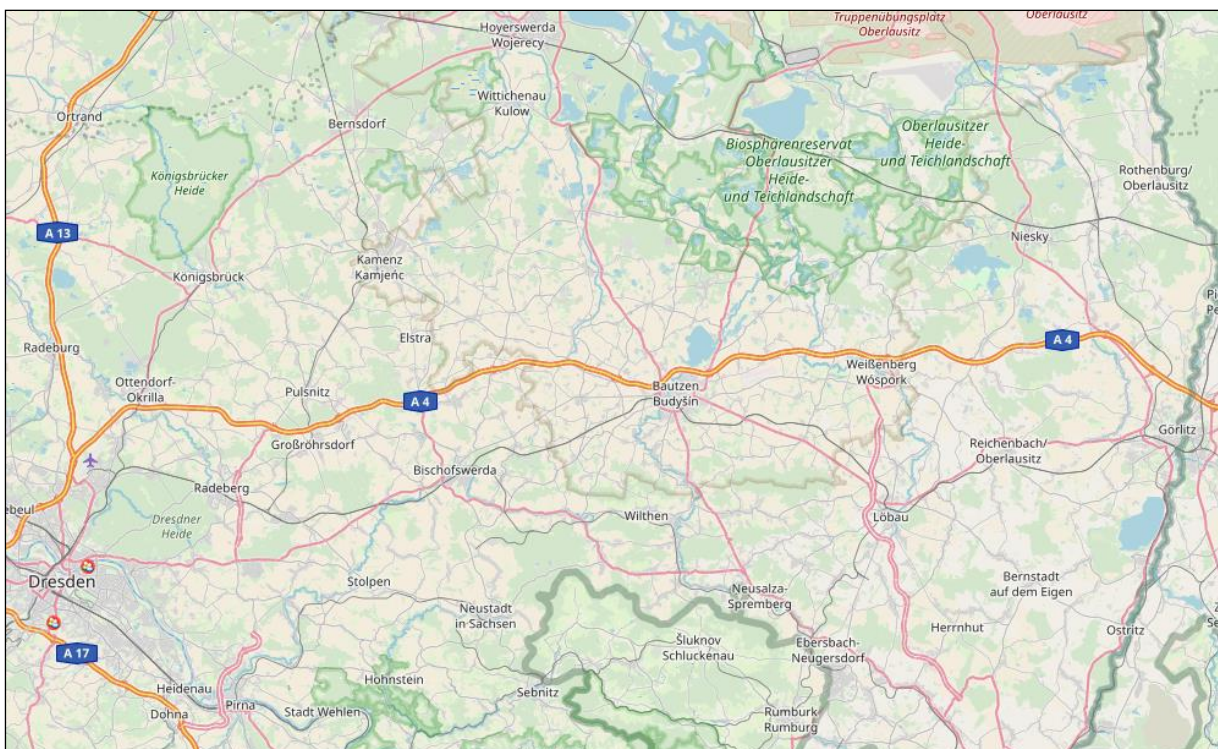 Hoyerswerda
Wojerecy
Truppenübungsplatz
Oberlausitz
Oberlausitz
Wittichenau
Kulow
Ortrand
Bernsdorf
Oberlausitzer
Heide-
und Teichlandschaft
Biosphärenreservat
Oberlausitzer
Heide-
und Teichlandschaft
Königsbrücker
Heide
Rothenburg/
Oberlausitz
A 13
Niesky
Kamenz
Kamjeńc
Königsbrück
Elstra
A 4
Radeburg
Weißenberg
Wóspork
Ottendorf-
Okrilla
Pulsnitz
Bautzen
Budyšin
A 4
Görlitz
Großröhrsdorf
Reichenbach/
Oberlausitz
Bischofswerda
Radeberg
ebeul
Dresdner
Heide
Wilthen
Löbau
Dresden
Stolpen
Bernstadt
auf dem Eigen
Neusalza-
Spremberg
Neustadt
in Sachsen
Herrnhut
Ostritz
Šluknov
Schluckenau
Ebersbach-
Neugersdorf
A 17
Hohnstein
Heidenau
Sebnitz
Pirna
Stadt Wehlen
Dohna
Rumburk
Rumburg